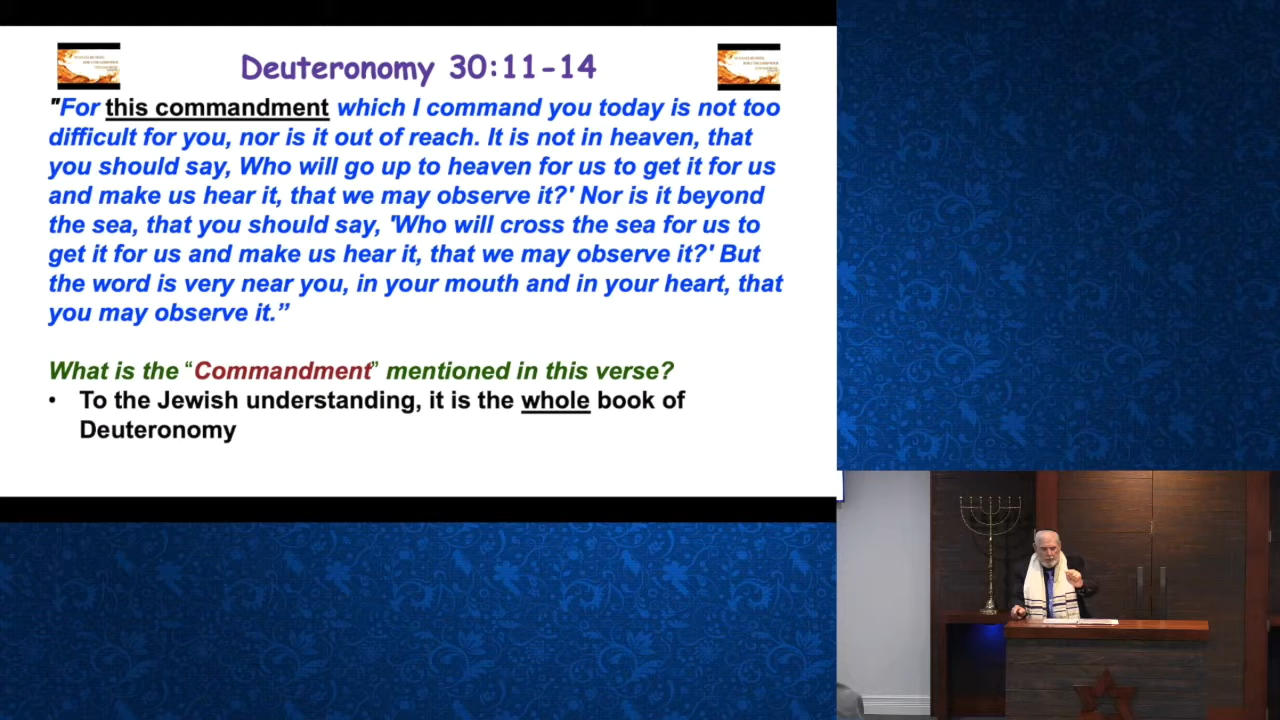 Deuteronomy 30:11-14
"For this commandment which I command you today is not too
difficult for you, nor is it out of reach. It is not in heaven, that
you should say, Who will go up to heaven for us to get it for us
and make us hear it, that we may observe it?' Nor is it beyond
the sea, that you should say, 'Who will cross the sea for us to
get it for us and make us hear it, that we may observe it?' But
the word is very near you, in your mouth and in your heart, that
you may observe it.”
What is the “Commandment” mentioned in this verse?
• To the Jewish understanding, it is the whole book of
Deuteronomy